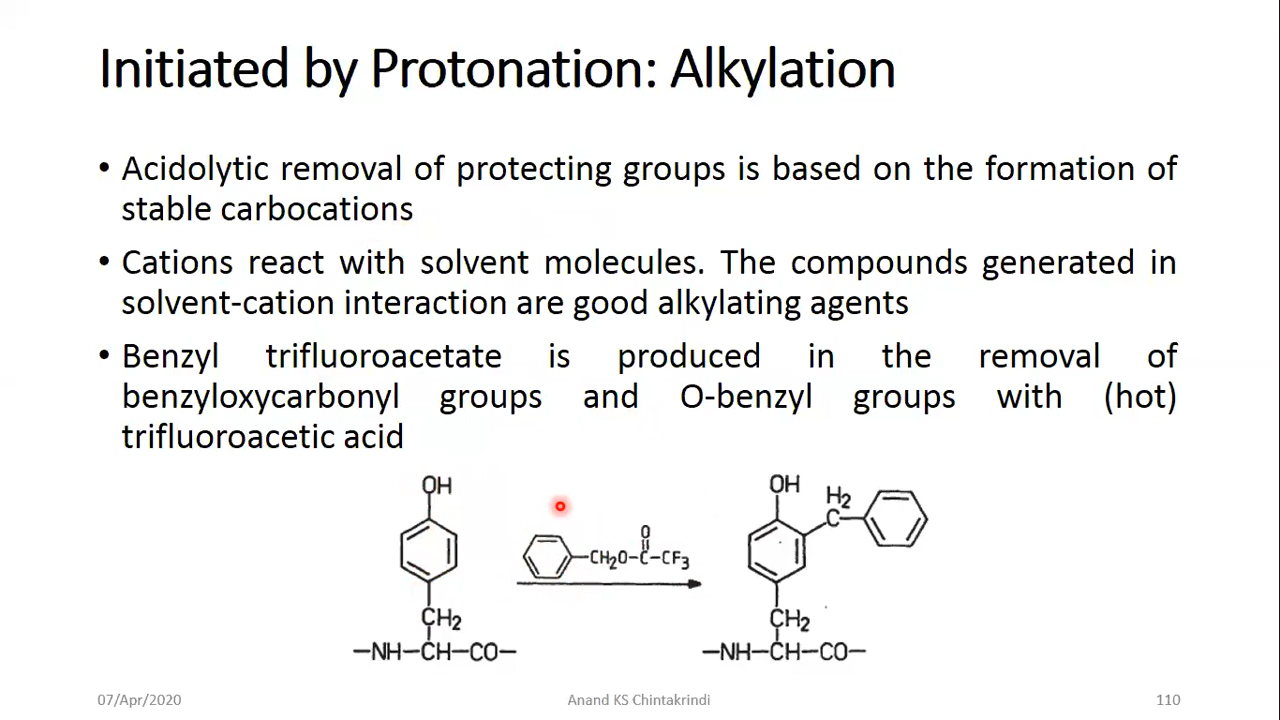 Initiated by Protonation: Alkylation
• Acidolytic removal of protecting groups is based on the formation of
stable carbocations
• Cations react with solvent molecules. The compounds generated in
solvent-cation interaction are good alkylating agents
• Benzyl trifluoroacetate is produced in the removal of
benzyloxycarbonyl groups and O-benzyl groups with (hot)
trifluoroacetic acid
OH
CH2
—NH—CH—CO—
O
—CH2O—C—CF3
OH
H2
C
CH2
—NH—CH—CO—
07/Apr/2020
Anand KS Chintakrindi
110